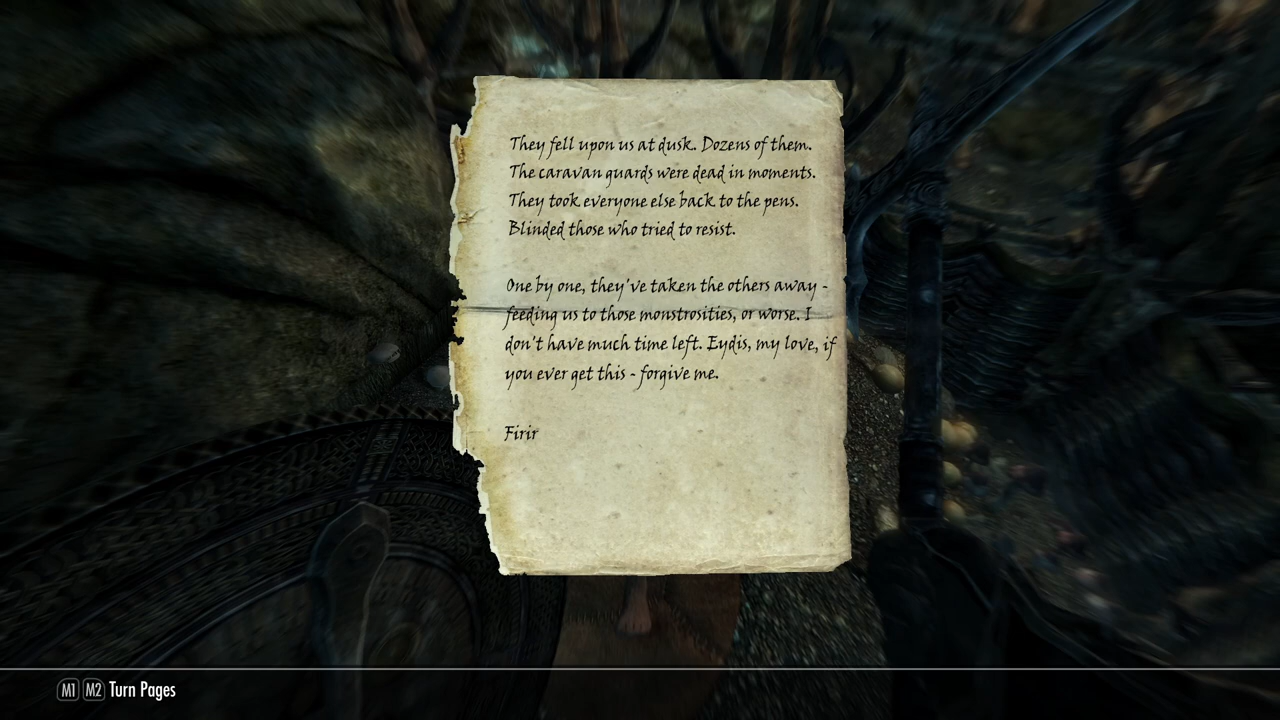 They fell upon us at dusk. Dozens of them.
The caravan guards were dead in moments.
They took everyone else back to the pens.
Blinded those who tried to resist.
One by one, they've taken the others away -
feeding us to those monstrosities, or worse. I
don't have much time left. Eydis, my love, if
you ever get this - forgive me.
Firir
M1 M2 Turn Pages